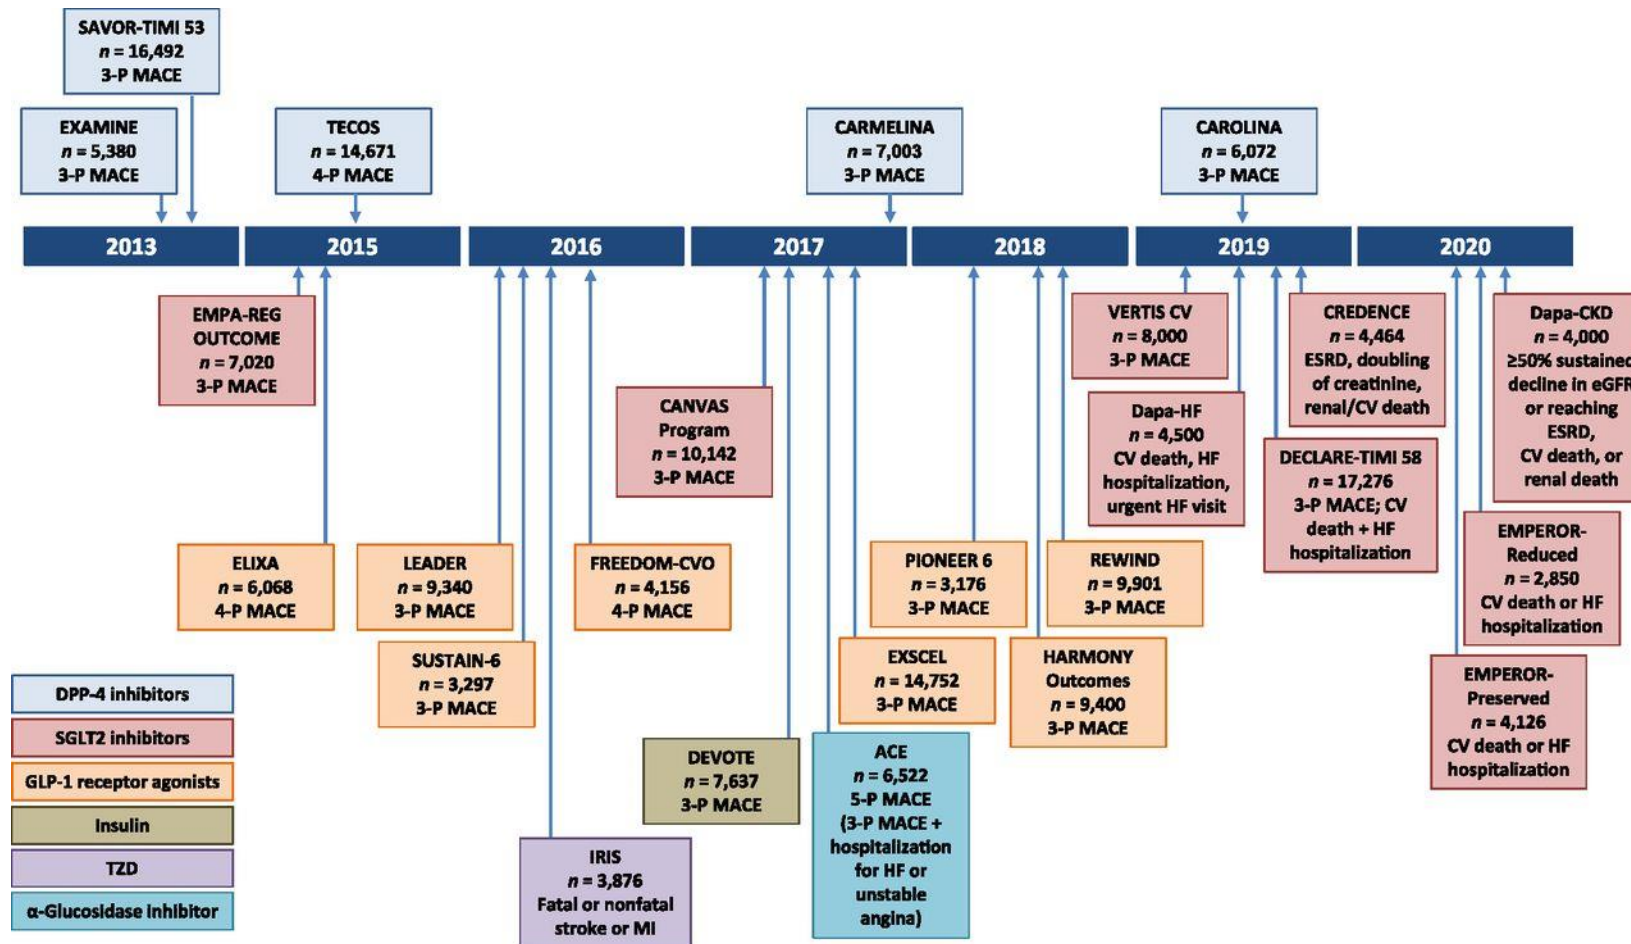 SAVOR-TIMI 53
n = 16,492
3-P MACE
EXAMINE
n = 5,380
3-P MACE
TECOS
n = 14,671
4-P MACE
CARMELINA
n = 7,003
3-P MACE
CAROLINA
n = 6,072
3-P MACE
2013
2015
2016
2017
2018
2019
2020
EMPA-REG
OUTCOME
n = 7,020
3-P MACE
CANVAS
Program
n = 10,142
3-P MACE
VERTIS CV
n = 8,000
3-P MACE
Dapa-HF
n = 4,500
CV death, HF
hospitalization,
urgent HF visit
CREDENCE
n = 4,464
ESRD, doubling
of creatinine,
renal/CV death
DECLARE-TIMI 58
n = 17,276
3-P MACE; CV
death + HF
hospitalization
Dapa-CKD
n = 4,000
≥50% sustained
decline in eGFR
or reaching
ESRD,
CV death, or
renal death
EMPEROR-
Reduced
n = 2,850
CV death or HF
hospitalization
EMPEROR-
Preserved
n = 4,126
CV death or HF
hospitalization
ELIXA
n = 6,068
4-P MACE
LEADER
n = 9,340
3-P MACE
SUSTAIN-6
n = 3,297
3-P MACE
FREEDOM-CVO
n = 4,156
4-P MACE
PIONEER 6
n = 3,176
3-P MACE
REWIND
n = 9,901
3-P MACE
EXSCEL
n = 14,752
3-P MACE
HARMONY
Outcomes
n = 9,400
3-P MACE
DEVOTE
n = 7,637
3-P MACE
ACE
n = 6,522
5-P MACE
(3-P MACE +
hospitalization
for HF or
unstable
angina)
IRIS
n = 3,876
Fatal or nonfatal
stroke or MI
DPP-4 inhibitors
SGLT2 inhibitors
GLP-1 receptor agonists
Insulin
TZD
α-Glucosidase inhibitor